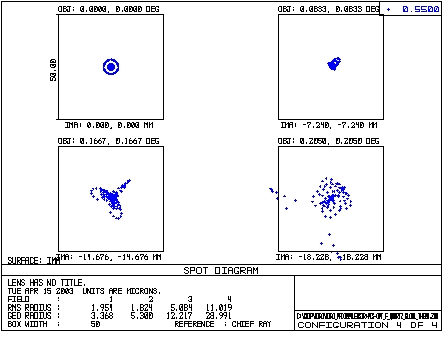 OBJ: 0.0000, 0.0000 DEG
OBJ: 0.0833, 0.0833 DEG
+ 0.5500
50.00
IMA: 0.000, 0.000 MM
IMA: -7.240, -7.240 MM
OBJ: 0.1667, 0.1667 DEG
OBJ: 0.2050, 0.2050 DEG
SURFACE: IMA
IMA: -14.676, -14.676 MM
IMA: -18.228, -18.228 MM
SPOT DIAGRAM
LENS HAS NO TITLE.
TUE APR 15 2003 UNITS ARE MICRONS.
FIELD : 1 2 3 4
RMS RADIUS : 1.951 1.824 5.084 11.019
GEO RADIUS : 3.368 5.300 12.217 28.991
BOX WIDTH : 50 REFERENCE : CHIEF RAY
CONFIGURATION 4 OF 4